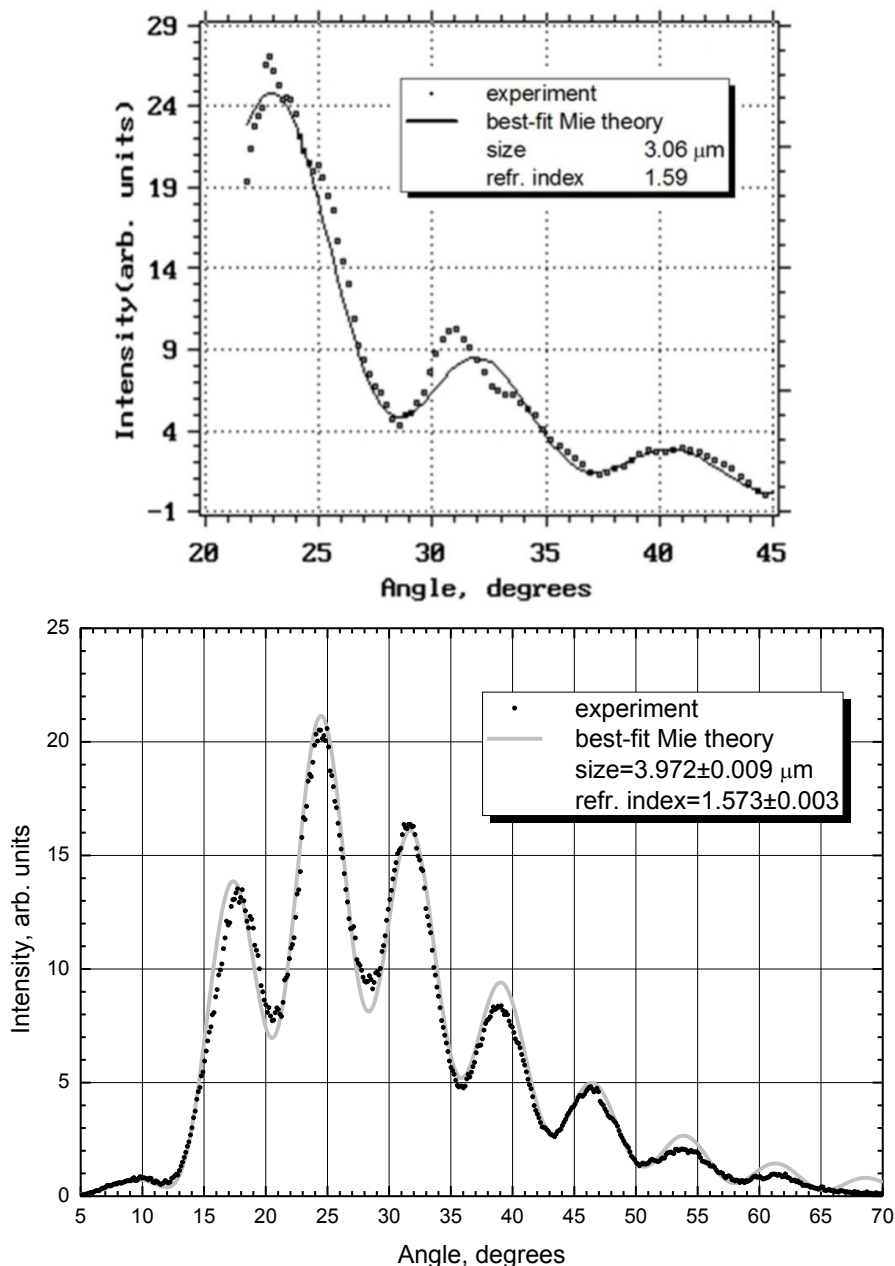 29
24
19
14
9
4
-1
Intensity(arb. units)
experiment
best-fit Mie theory
size 3.06 μm
refr. index 1.59
20 25 30 35 40 45
Angle, degrees
25
20
15
10
5
0
Intensity, arb. units
experiment
best-fit Mie theory
size=3.972±0.009 μm
refr. index=1.573±0.003
5 10 15 20 25 30 35 40 45 50 55 60 65 70
Angle, degrees